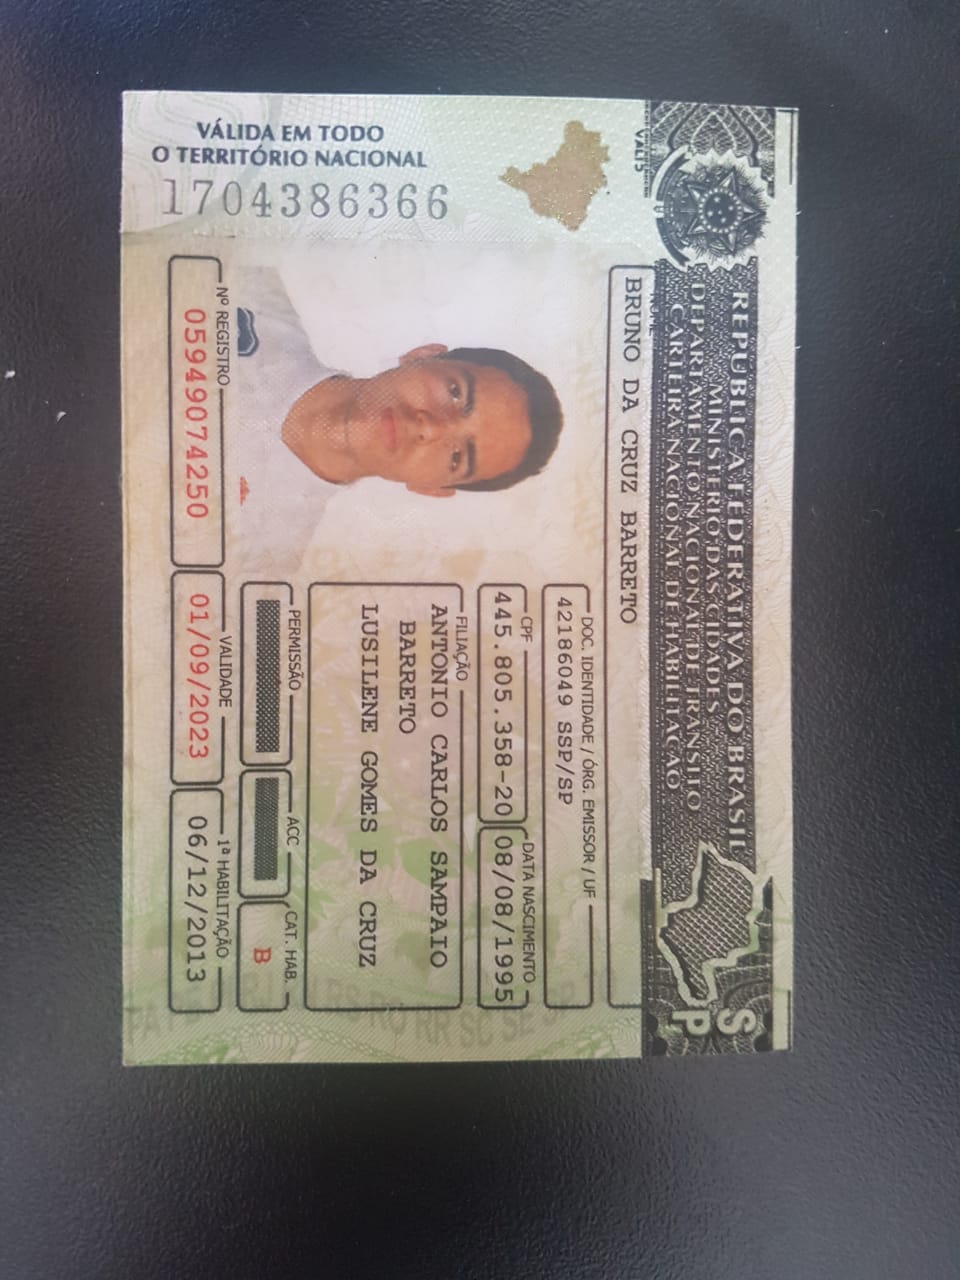 REPÚBLICA FEDERATIVA DO BRASIL
MINISTÉRIO DAS CIDADES
DEPARTAMENTO NACIONAL DE TRÂNSITO
CARTEIRA NACIONAL DE HABILITAÇÃO
SP
NOME
BRUNO DA CRUZ BARRETO
DOC. IDENTIDADE / ÓRG. EMISSOR / UF
42186049 SSP/SP
CPF
445.805.358-20
DATA NASCIMENTO
08/08/1995
FILIAÇÃO
ANTONIO CARLOS SAMPAIO
BARRETO
LUSILENE GOMES DA CRUZ
PERMISSÃO
ACC
CAT. HAB.
B
Nº REGISTRO
05949074250
VALIDADE
01/09/2023
1ª HABILITAÇÃO
06/12/2013
VÁLIDA EM TODO
O TERRITÓRIO NACIONAL
1704386366